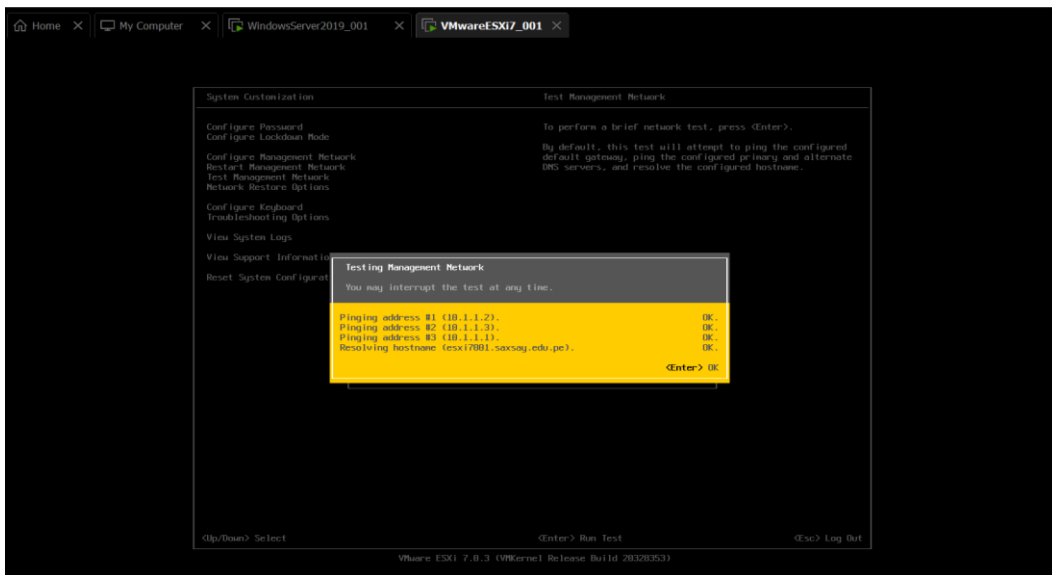 Home My Computer WindowsServer2019_001 VMwareESXi7_001
System Customization
Test Management Network
Configure Password
Configure Lockdown Mode
Configure Management Network
Restart Management Network
Test Management Network
Network Restore Options
Configure Keyboard
Troubleshooting Options
View System Logs
View Support Informatio
Reset System Configurat
To perform a brief network test, press <Enter>.
By default, this test will attempt to ping the configured
default gateway, ping the configured primary and alternate
DNS servers, and resolve the configured hostname.
Testing Management Network
You may interrupt the test at any time.
Pinging address #1 (10.1.1.2). OK.
Pinging address #2 (10.1.1.3). OK.
Pinging address #3 (10.1.1.1). OK.
Resolving hostname (esxi7001.saxsay.edu.pe). OK.
<Enter> OK
<Up/Down> Select <Enter> Run Test <Esc> Log Out
VMware ESXi 7.0.3 (VMKernel Release Build 20328353)